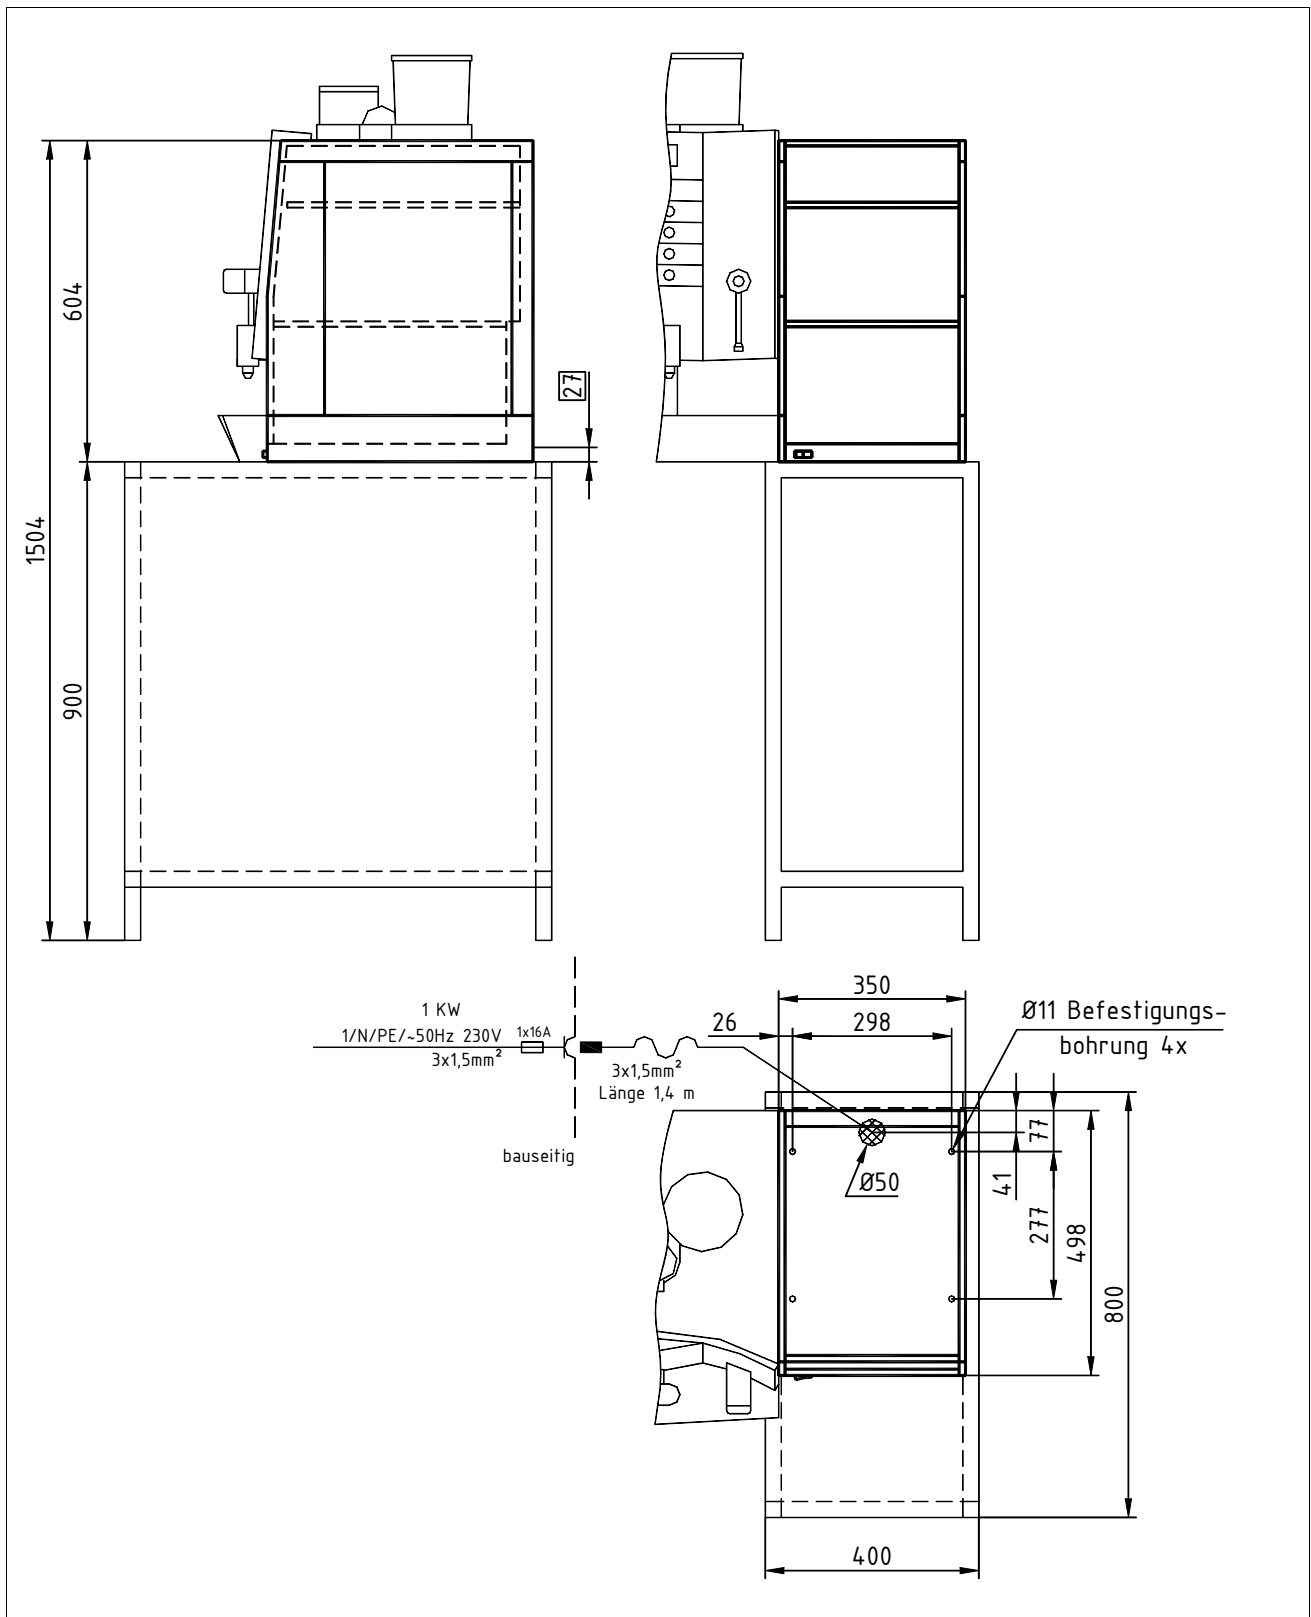 604
27
1504
900
350
1 KW
26
298
Ø11 Befestigungs-
bohrung 4x
1/N/PE/~50Hz 230V
1x16A
3x1,5mm²
3x1,5mm²
Länge 1,4 m
bauseitig
77
41
Ø50
277
498
800
400